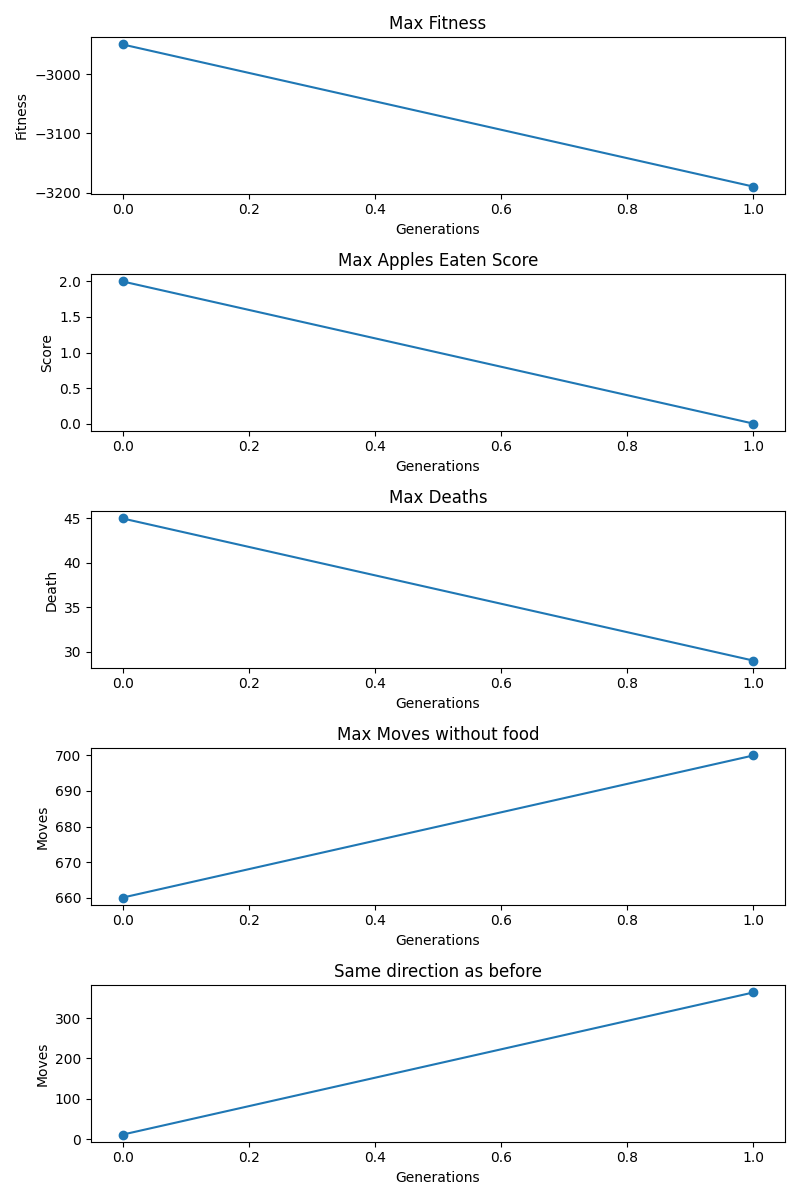 Max Fitness
Fitness
−3000
−3100
−3200
0.0 0.2 0.4 0.6 0.8 1.0
Generations
Max Apples Eaten Score
Score
2.0
1.5
1.0
0.5
0.0
0.0 0.2 0.4 0.6 0.8 1.0
Generations
Max Deaths
Death
45
40
35
30
0.0 0.2 0.4 0.6 0.8 1.0
Generations
Max Moves without food
Moves
700
690
680
670
660
0.0 0.2 0.4 0.6 0.8 1.0
Generations
Same direction as before
Moves
300
200
100
0
0.0 0.2 0.4 0.6 0.8 1.0
Generations